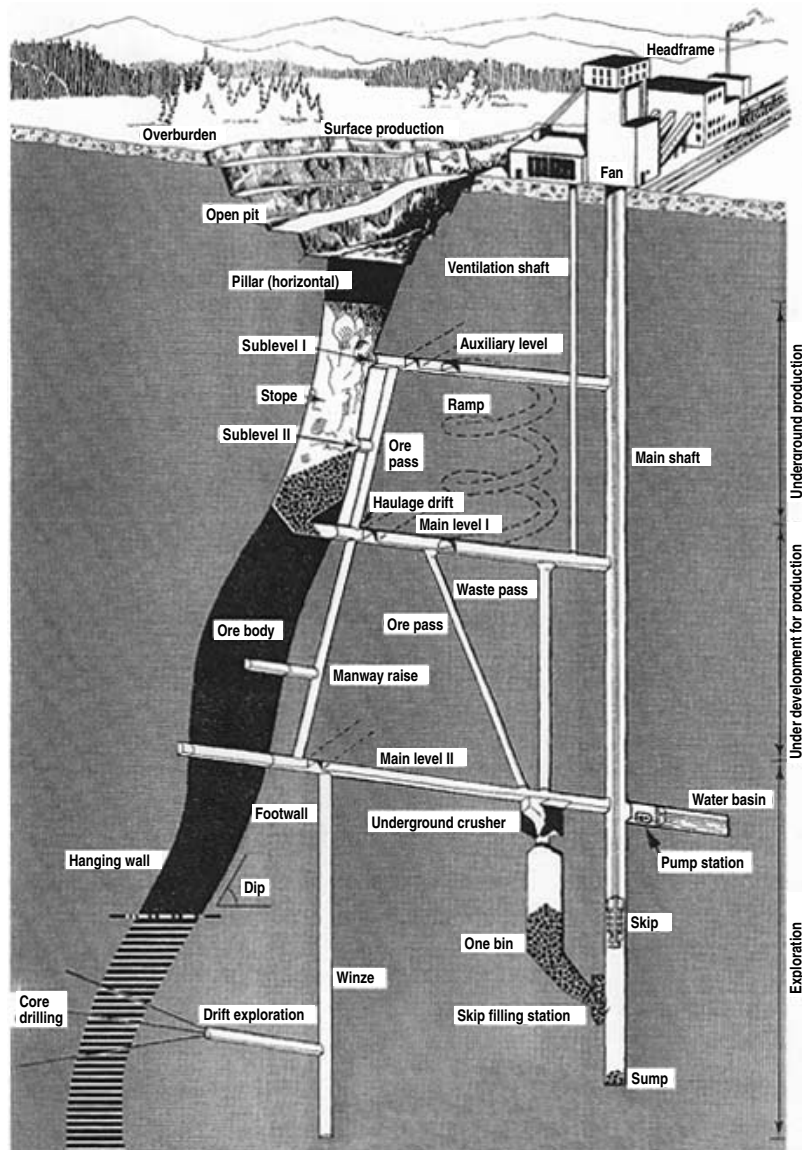 Headframe
Overburden
Surface production
Fan
Open pit
Ventilation shaft
Pillar (horizontal)
Sublevel I
Auxiliary level
Stope
Ramp
Sublevel II
Ore
pass
Main shaft
Underground production
Haulage drift
Main level I
Waste pass
Ore pass
Ore body
Manway raise
Under development for production
Main level II
Water basin
Footwall
Underground crusher
Hanging wall
Pump station
Dip
Skip
One bin
Exploration
Winze
Core
drilling
Drift exploration
Skip filling station
Sump